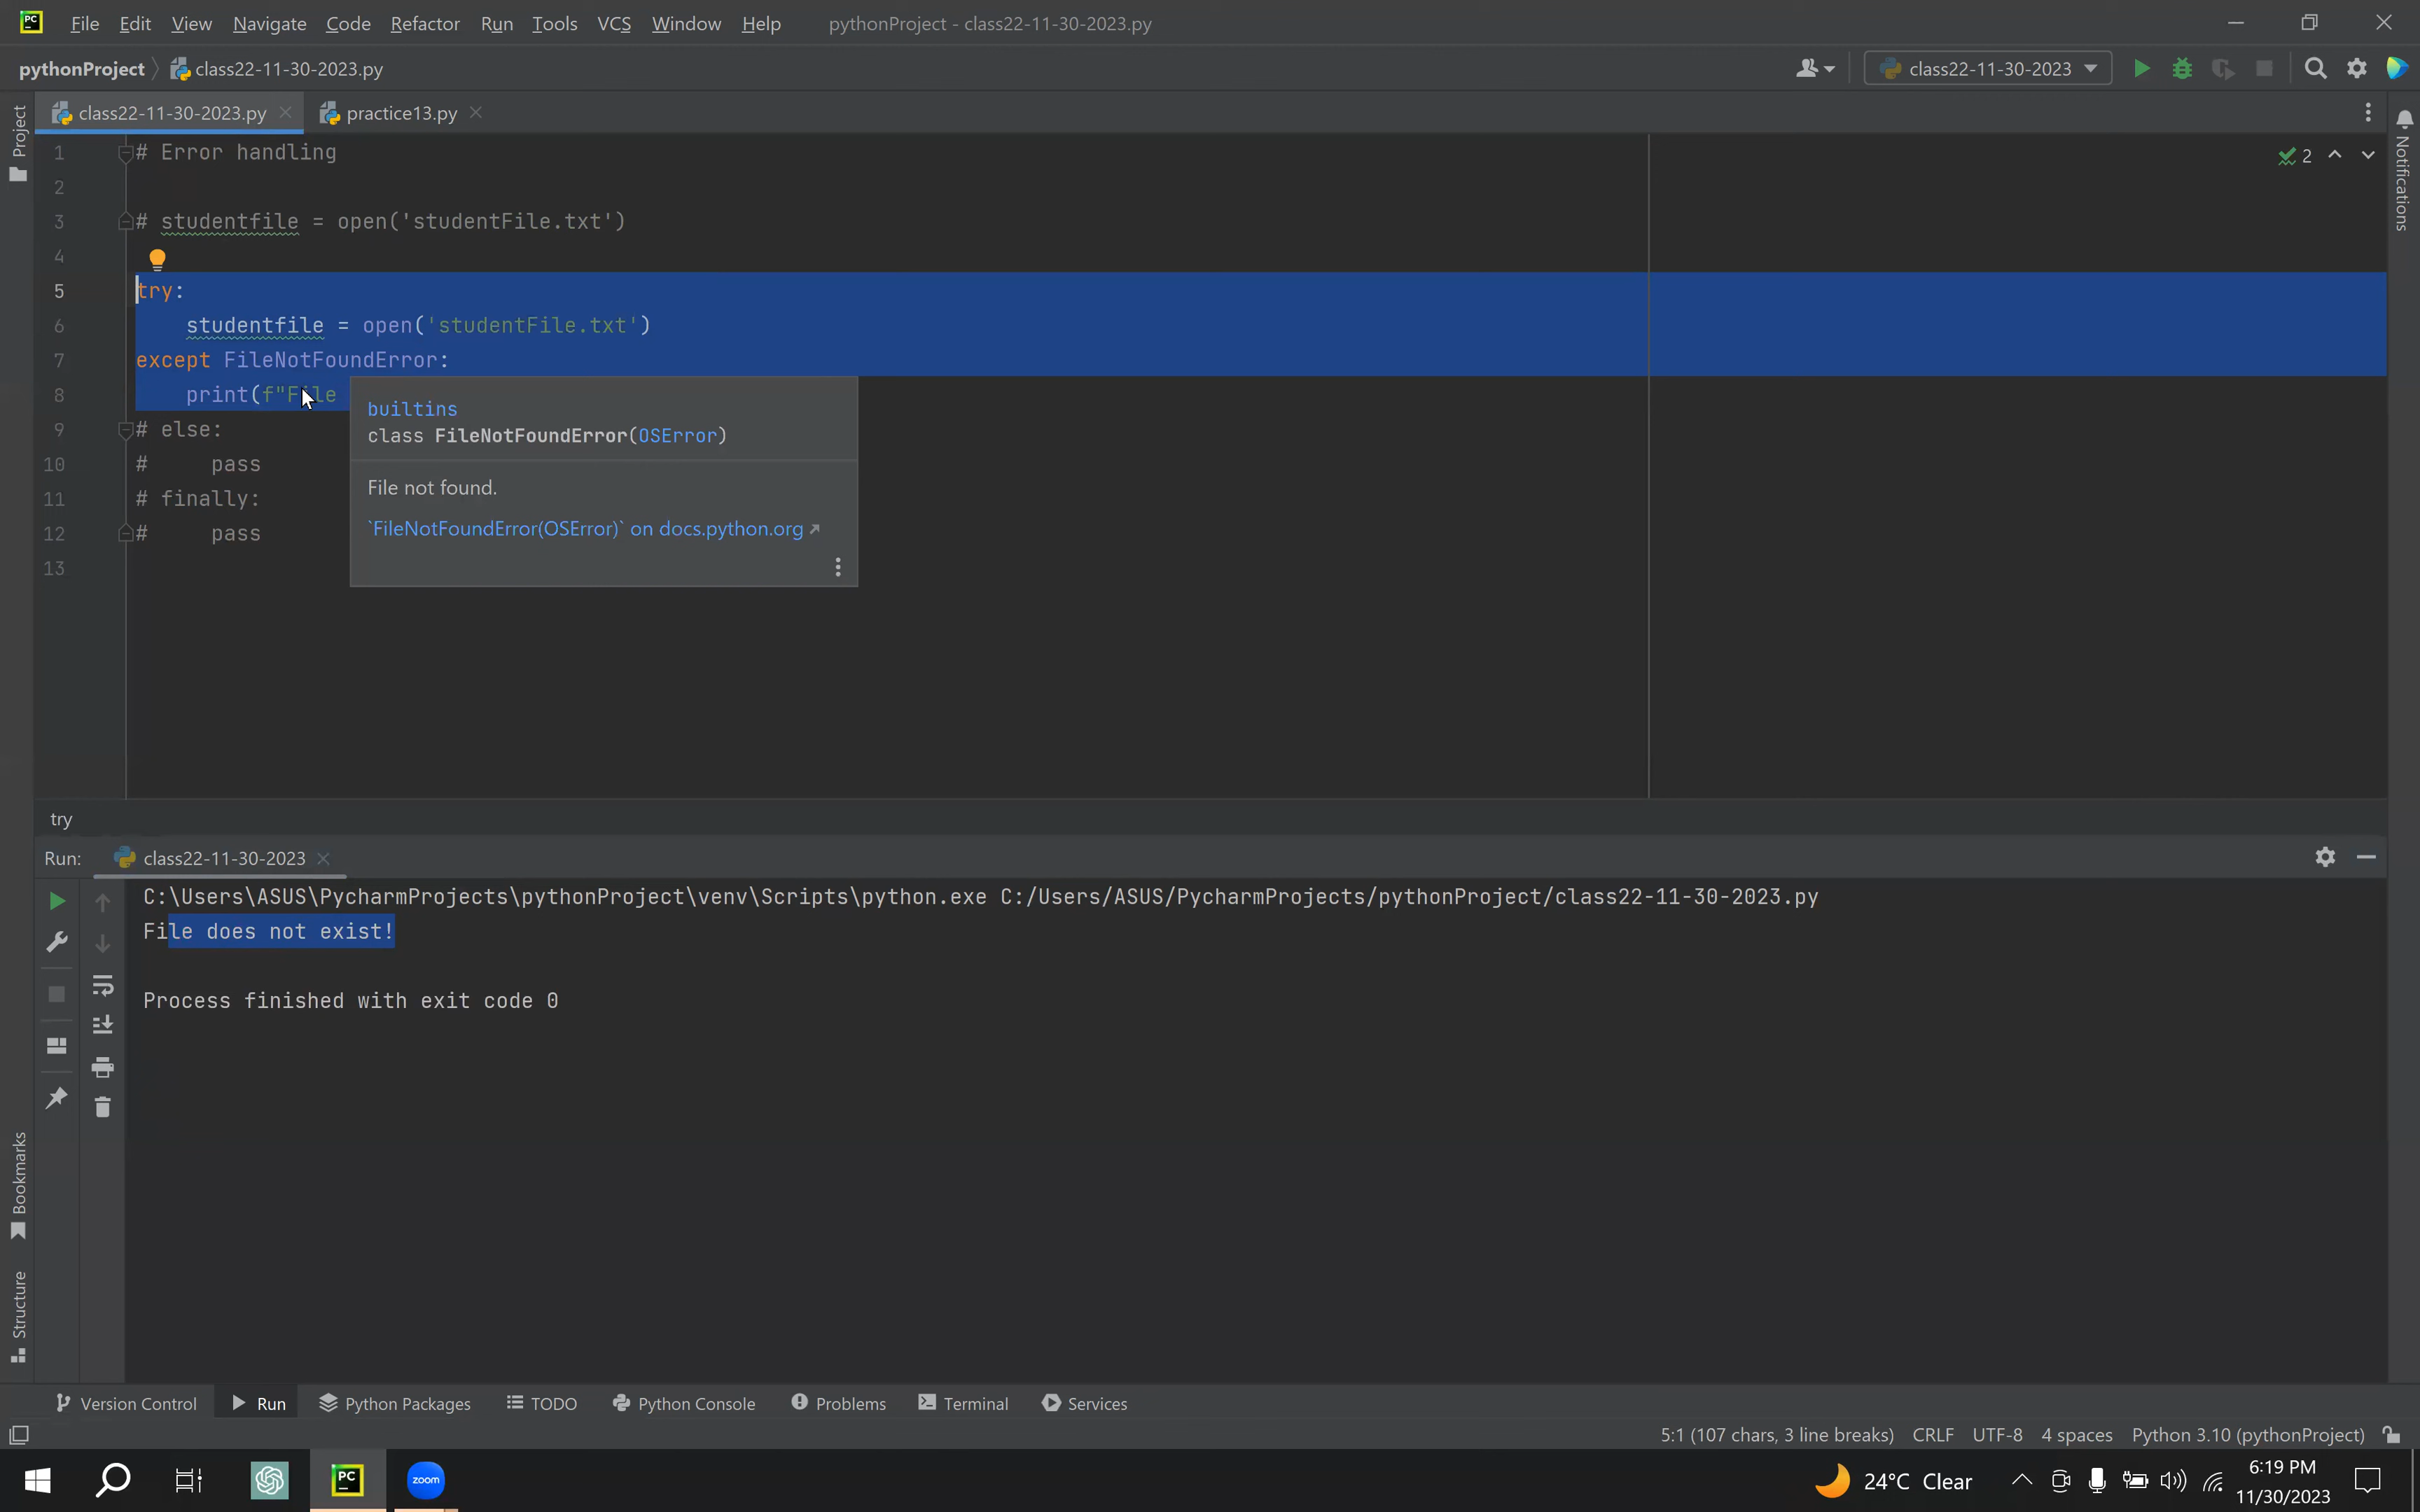 PC
File Edit View Navigate Code Refactor Run Tools VCS Window Help pythonProject - class22-11-30-2023.py
pythonProject class22-11-30-2023.py
class22-11-30-2023
class22-11-30-2023.py practice13.py
Project
Notifications
2
1 # Error handling
2
3 # studentfile = open('studentFile.txt')
4
5 try:
6 studentfile = open('studentFile.txt')
7 except FileNotFoundError:
8 print(f"File
9 # else:
10 # pass
11 # finally:
12 # pass
13
builtins
class FileNotFoundError(OSError)
File not found.
`FileNotFoundError(OSError)` on docs.python.org
try
Run: class22-11-30-2023
C:\Users\ASUS\PycharmProjects\pythonProject\venv\Scripts\python.exe C:/Users/ASUS/PycharmProjects/pythonProject/class22-11-30-2023.py
File does not exist!
Process finished with exit code 0
Bookmarks
Structure
Version Control Run Python Packages TODO Python Console Problems Terminal Services
5:1 (107 chars, 3 line breaks) CRLF UTF-8 4 spaces Python 3.10 (pythonProject)
PC
zoom
24°C Clear
6:19 PM
11/30/2023